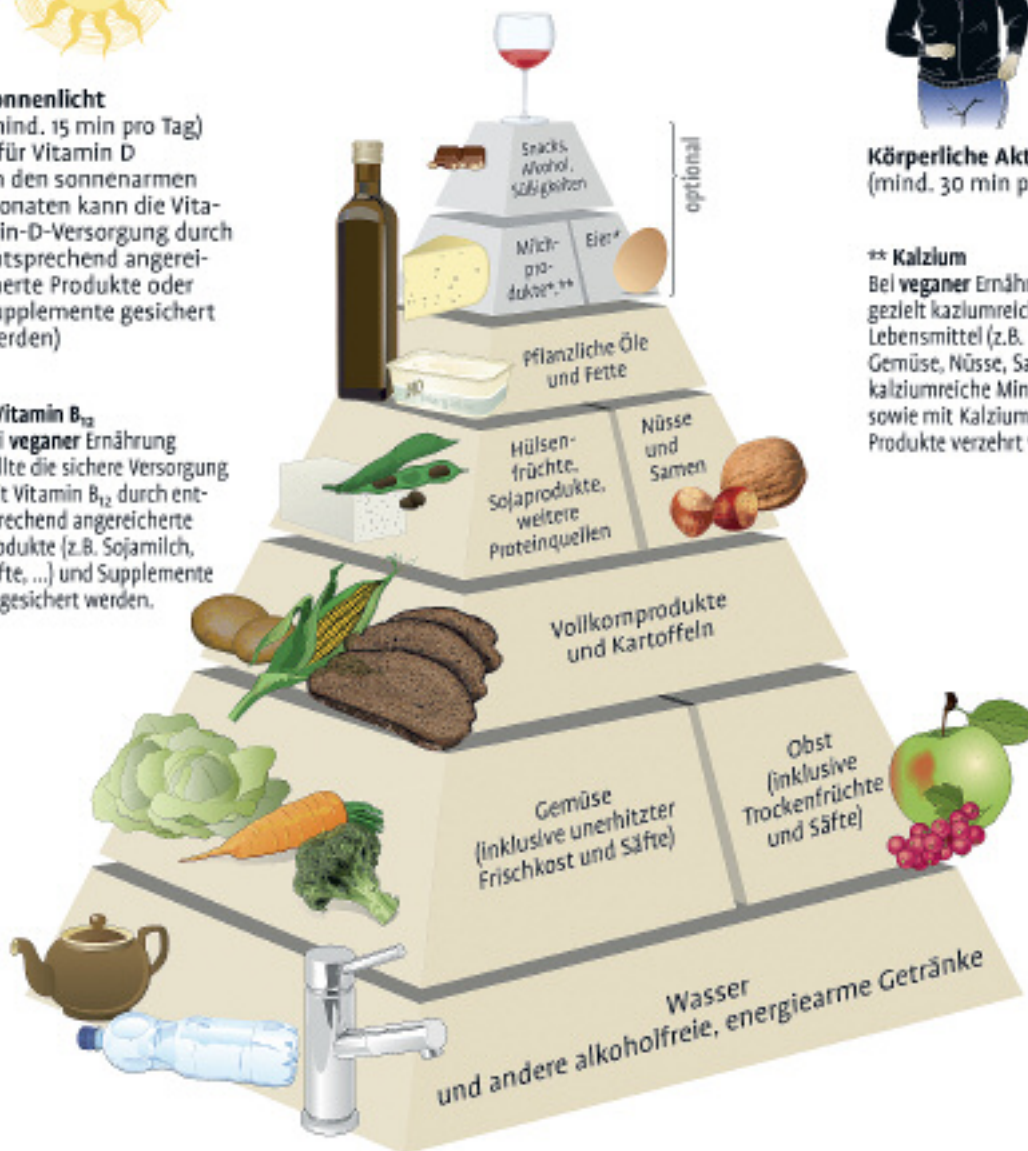 onnenlicht
nind. 15 min pro Tag)
für Vitamin D
n den sonnenarmen
onaten kann die Vita-
in-D-Versorgung durch
ntsprechend angerei-
herte Produkte oder
upplemente gesichert
erden)
Vitamin B₁₂
i veganer Ernährung
llte die sichere Versorgung
t Vitamin B₁₂ durch ent-
rechend angereicherte
odukte (z.B. Sojamilch,
fte, ...) und Supplemente
gesichert werden.
Snacks,
Alkohol,
Süßigkeiten
optional
Milch-
pro-
dukte*,**
Eier*
Pflanzliche Öle
und Fette
Hülsen-
früchte,
Sojaprodukte,
weitere
Proteinquellen
Nüsse
und
Samen
Vollkornprodukte
und Kartoffeln
Gemüse
(inklusive unerhitzter
Frischkost und Säfte)
Obst
(inklusive
Trockenfrüchte
und Säfte)
Wasser
und andere alkoholfreie, energiearme Getränke
Körperliche Akt
(mind. 30 min p
** Kalzium
Bei veganer Ernähr
gezielt kaziumreic
Lebensmittel (z.B.
Gemüse, Nüsse, Sa
kalziumreiche Min
sowie mit Kalzium
Produkte verzehrt